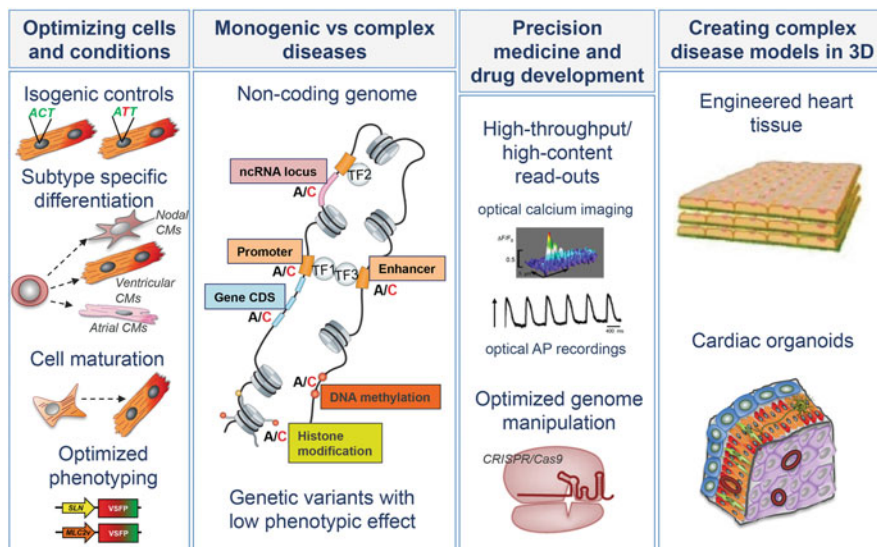 Optimizing cells
and conditions
Isogenic controls
ACT
ATT
Subtype specific
differentiation
Nodal
CMs
Ventricular
CMs
Atrial CMs
Cell maturation
Optimized
phenotyping
SLN
VSFP
MLC2v
VSFP
Monogenic vs complex
diseases
Non-coding genome
ncRNA locus
TF2
A/C
Promoter
A/C
TF1
TF3
Enhancer
A/C
Gene CDS
A/C
A/C
DNA methylation
A/C
Histone
modification
Genetic variants with
low phenotypic effect
Precision
medicine and
drug development
High-throughput/
high-content
read-outs
optical calcium imaging
ΔF/F₀
0.5
400 ms
optical AP recordings
Optimized genome
manipulation
CRISPR/Cas9
Creating complex
disease models in 3D
Engineered heart
tissue
Cardiac organoids